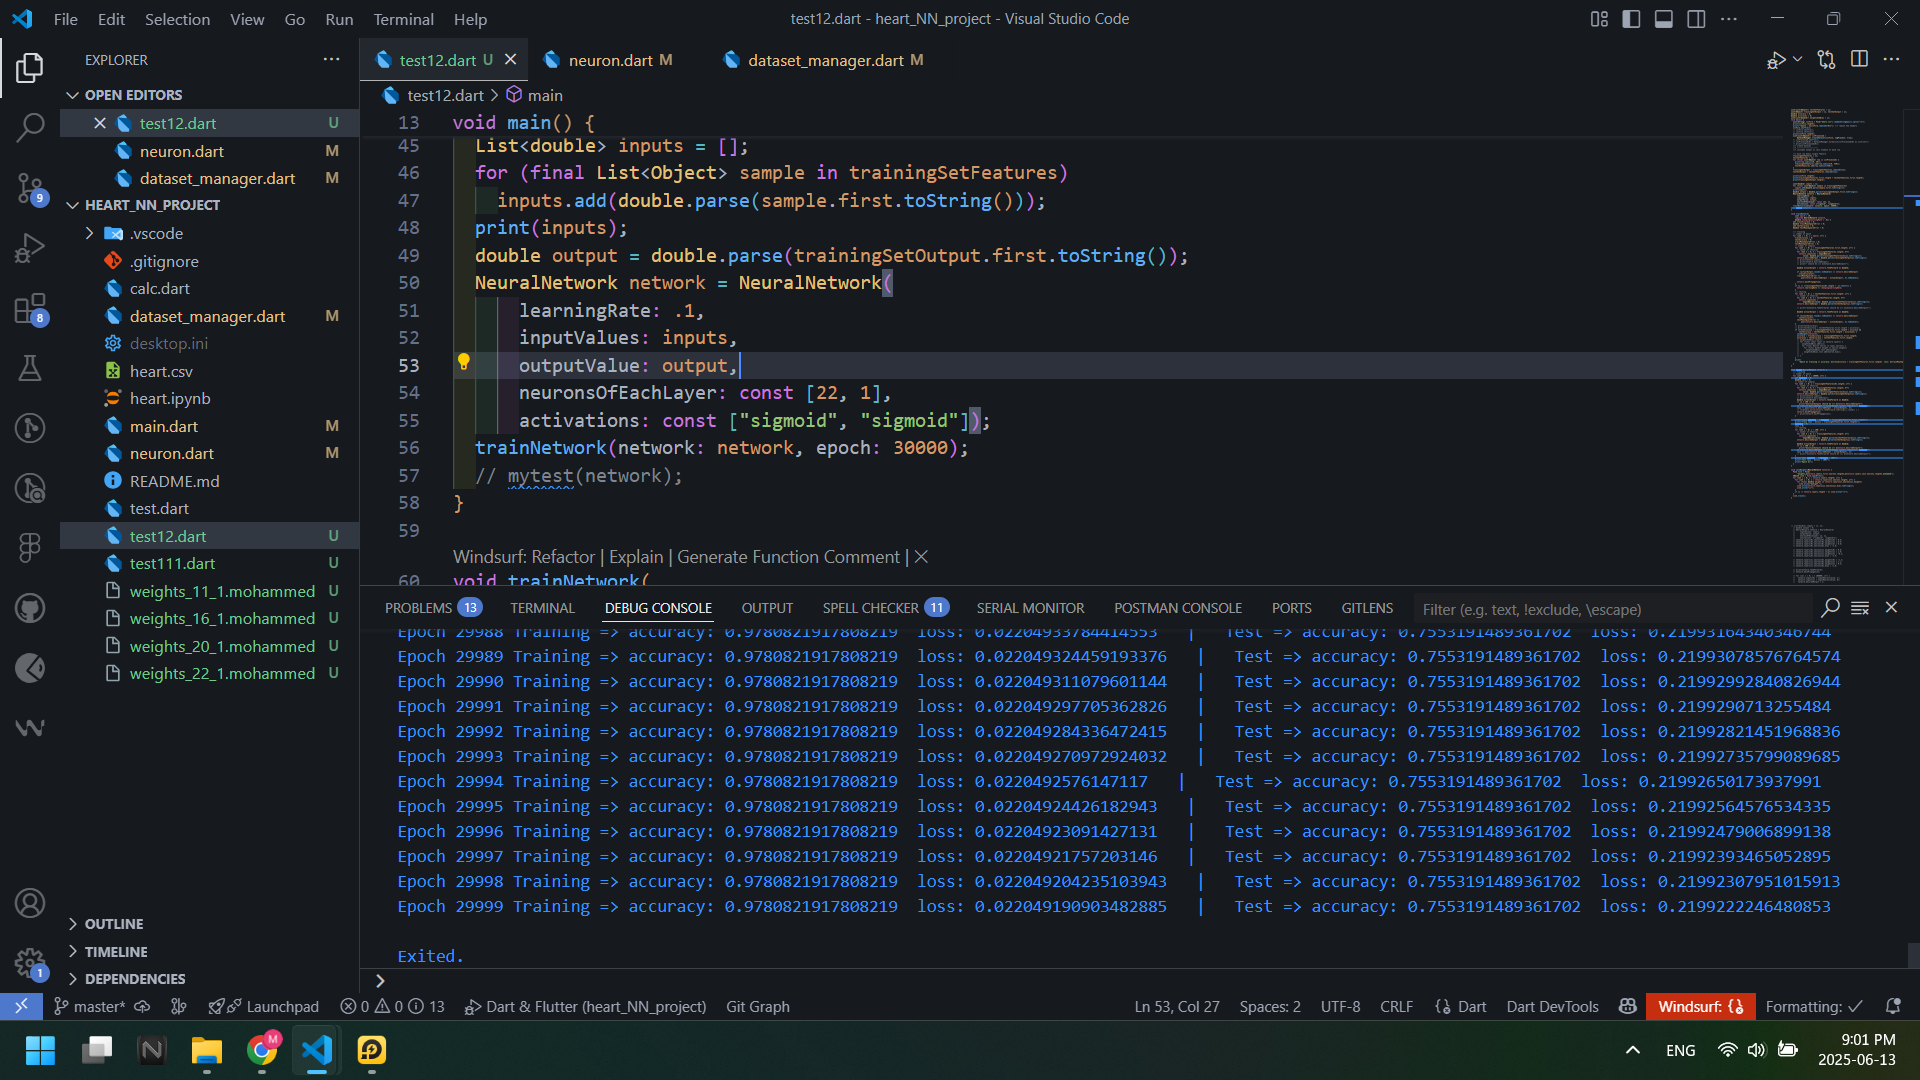 File Edit Selection View Go Run Terminal Help
test12.dart - heart_NN_project - Visual Studio Code
EXPLORER
OPEN EDITORS
test12.dart U
neuron.dart M
dataset_manager.dart M
HEART_NN_PROJECT
.vscode
.gitignore
calc.dart
dataset_manager.dart M
desktop.ini
heart.csv
heart.ipynb
main.dart M
neuron.dart M
README.md
test.dart
test12.dart U
test111.dart U
weights_11_1.mohammed U
weights_16_1.mohammed U
weights_20_1.mohammed U
weights_22_1.mohammed U
OUTLINE
TIMELINE
DEPENDENCIES
9
8
1
test12.dart U
neuron.dart M
dataset_manager.dart M
test12.dart > main
13 void main() {
45 List<double> inputs = [];
46 for (final List<Object> sample in trainingSetFeatures)
47 inputs.add(double.parse(sample.first.toString()));
48 print(inputs);
49 double output = double.parse(trainingSetOutput.first.toString());
50 NeuralNetwork network = NeuralNetwork(
51 learningRate: .1,
52 inputValues: inputs,
53 outputValue: output,
54 neuronsOfEachLayer: const [22, 1],
55 activations: const ["sigmoid", "sigmoid"]);
56 trainNetwork(network: network, epoch: 30000);
57 // mytest(network);
58 }
59
Windsurf: Refactor | Explain | Generate Function Comment | X
60 void trainNetwork(
PROBLEMS 13 TERMINAL DEBUG CONSOLE OUTPUT SPELL CHECKER 11 SERIAL MONITOR POSTMAN CONSOLE PORTS GITLENS Filter (e.g. text, !exclude, \escape)
Epoch 29988 Training => accuracy: 0.9780821917808219 loss: 0.02204933784414553 | Test => accuracy: 0.7553191489361702 loss: 0.21993164340346744
Epoch 29989 Training => accuracy: 0.9780821917808219 loss: 0.022049324459193376 | Test => accuracy: 0.7553191489361702 loss: 0.21993078576764574
Epoch 29990 Training => accuracy: 0.9780821917808219 loss: 0.022049311079601144 | Test => accuracy: 0.7553191489361702 loss: 0.21992992840826944
Epoch 29991 Training => accuracy: 0.9780821917808219 loss: 0.022049297705362826 | Test => accuracy: 0.7553191489361702 loss: 0.2199290713255484
Epoch 29992 Training => accuracy: 0.9780821917808219 loss: 0.022049284336472415 | Test => accuracy: 0.7553191489361702 loss: 0.21992821451968836
Epoch 29993 Training => accuracy: 0.9780821917808219 loss: 0.022049270972924032 | Test => accuracy: 0.7553191489361702 loss: 0.21992735799089685
Epoch 29994 Training => accuracy: 0.9780821917808219 loss: 0.0220492576147117 | Test => accuracy: 0.7553191489361702 loss: 0.21992650173937991
Epoch 29995 Training => accuracy: 0.9780821917808219 loss: 0.02204924426182943 | Test => accuracy: 0.7553191489361702 loss: 0.21992564576534335
Epoch 29996 Training => accuracy: 0.9780821917808219 loss: 0.02204923091427131 | Test => accuracy: 0.7553191489361702 loss: 0.21992479006899138
Epoch 29997 Training => accuracy: 0.9780821917808219 loss: 0.02204921757203146 | Test => accuracy: 0.7553191489361702 loss: 0.21992393465052895
Epoch 29998 Training => accuracy: 0.9780821917808219 loss: 0.022049204235103943 | Test => accuracy: 0.7553191489361702 loss: 0.21992307951015913
Epoch 29999 Training => accuracy: 0.9780821917808219 loss: 0.022049190903482885 | Test => accuracy: 0.7553191489361702 loss: 0.2199222246480853
Exited.
>
master* Launchpad 0 0 13 Dart & Flutter (heart_NN_project) Git Graph Ln 53, Col 27 Spaces: 2 UTF-8 CRLF {} Dart Dart DevTools Windsurf: {} Formatting: ✓
ENG
9:01 PM
2025-06-13